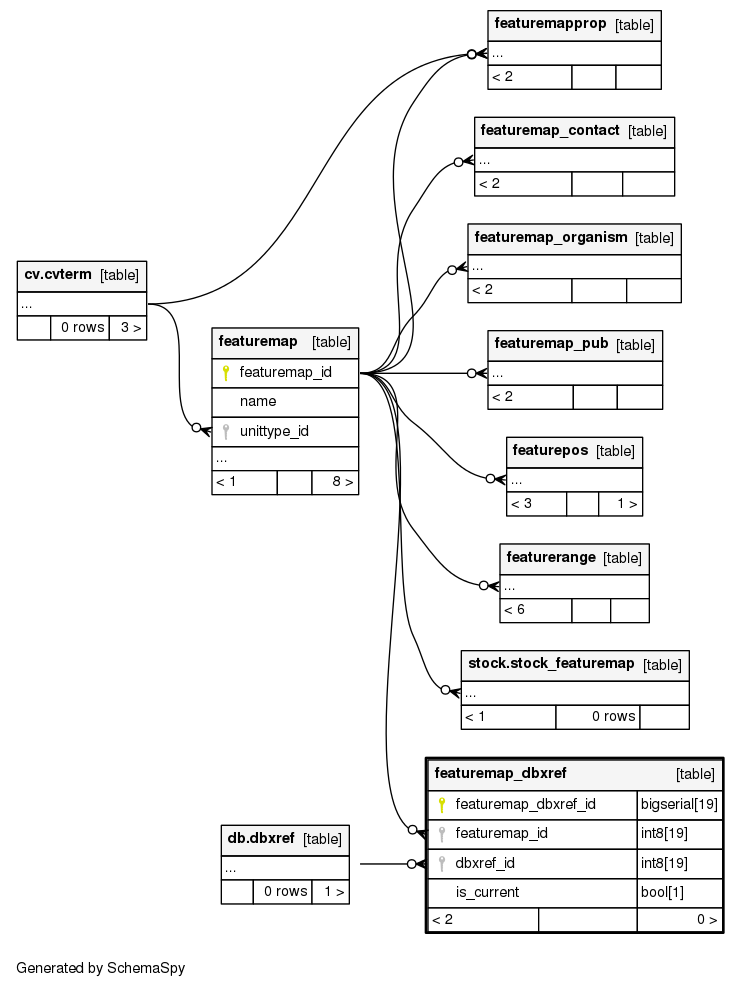 featuremapprop [table]
...
< 2
featuremap_contact [table]
...
< 2
featuremap_organism [table]
...
< 2
cv.cvterm [table]
...
0 rows 3 >
featuremap [table]
featuremap_id
name
unittype_id
...
< 1 8 >
featuremap_pub [table]
...
< 2
featurepos [table]
...
< 3 1 >
featurerange [table]
...
< 6
stock.stock_featuremap [table]
...
< 1 0 rows
featuremap_dbxref [table]
featuremap_dbxref_id bigserial[19]
featuremap_id int8[19]
dbxref_id int8[19]
is_current bool[1]
< 2 0 >
db.dbxref [table]
...
0 rows 1 >
Generated by SchemaSpy